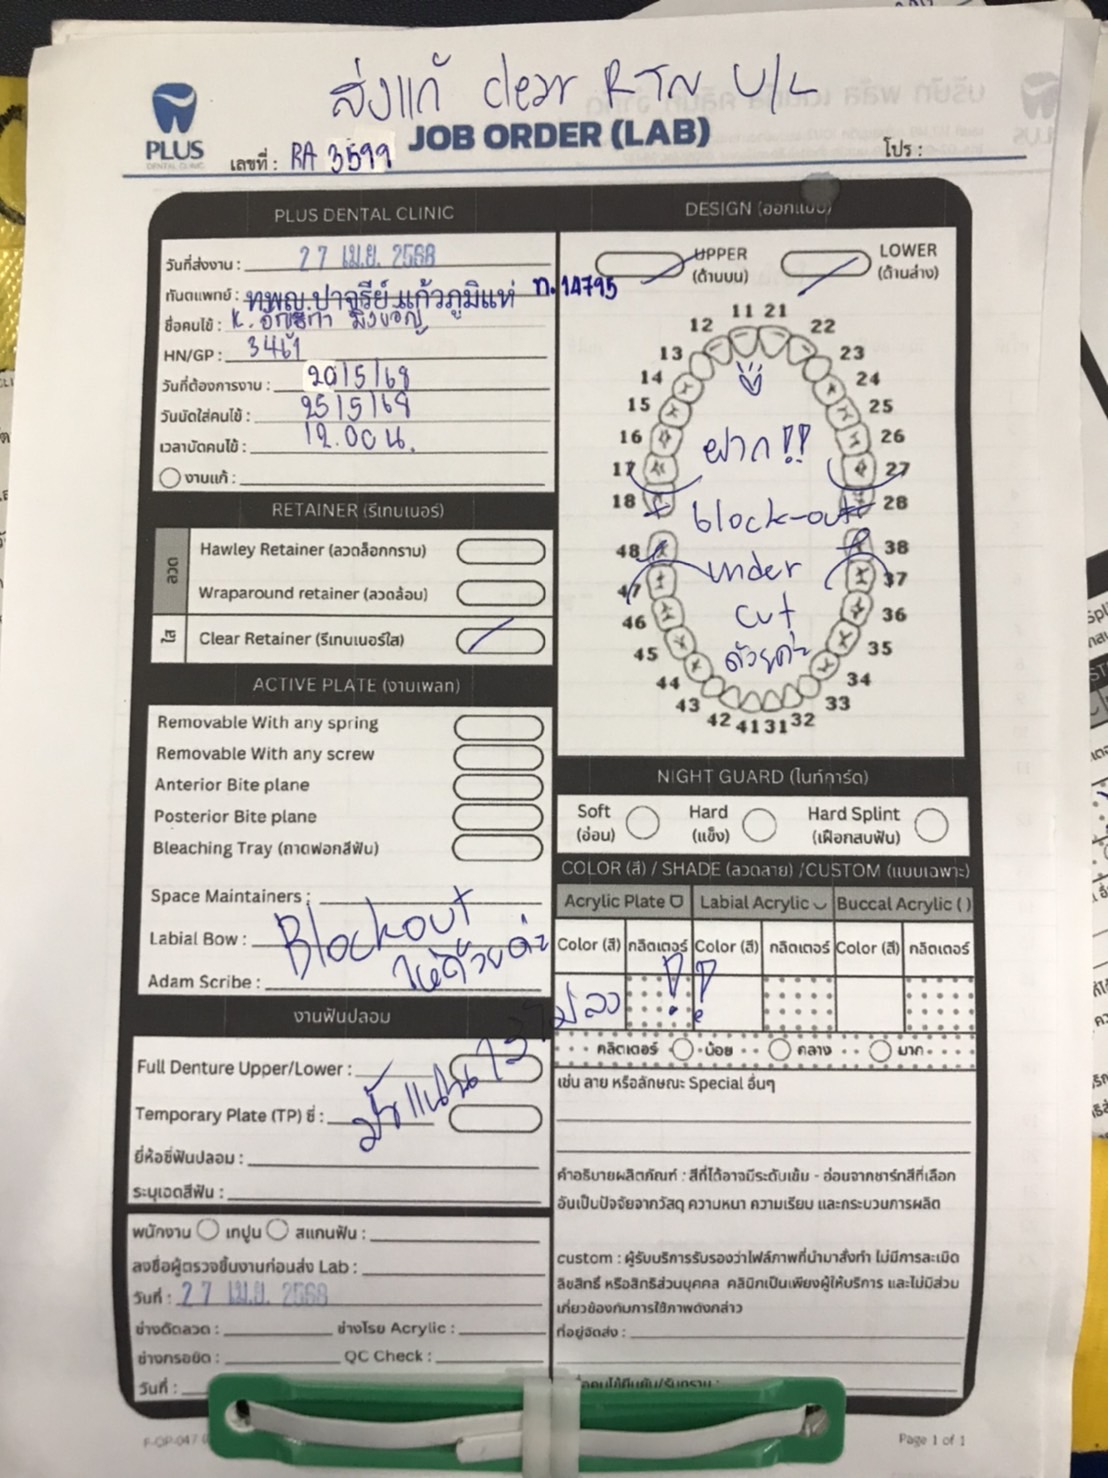 ส่งแก้ clear RTN U/L
PLUS
DENTAL CLINIC
เลขที่ : RA 3599
JOB ORDER (LAB)
โปร :
PLUS DENTAL CLINIC
วันที่ส่งงาน : 27 เม.ย. 2568
ทันตแพทย์ : ทพญ.ปาจรีย์ แก้วภูมิแห่ ท.14795
ชื่อคนไข้ : K.
HN/GP : 3461
วันที่ต้องการงาน : 20/5/68
วันนัดใส่คนไข้ : 25/5/68
เวลานัดคนไข้ : 12.00 น.
งานแก้ :
RETAINER (รีเทนเนอร์)
ลวด
Hawley Retainer (ลวดล็อกกราม)
Wraparound retainer (ลวดล้อม)
ใส
Clear Retainer (รีเทนเนอร์ใส)
ACTIVE PLATE (งานเพลท)
Removable With any spring
Removable With any screw
Anterior Bite plane
Posterior Bite plane
Bleaching Tray (ถาดฟอกสีฟัน)
Space Maintainers :
Labial Bow :
Adam Scribe :
Blockout
ให้ด้วยค่ะ
งานฟันปลอม
Full Denture Upper/Lower :
Temporary Plate (TP) ซี่ :
ยี่ห้อซี่ฟันปลอม :
ระบุเฉดสีฟัน :
พนักงาน เทปูน สแกนฟัน :
ลงชื่อผู้ตรวจชิ้นงานก่อนส่ง Lab :
วันที่ : 27 เม.ย. 2568
ช่างดัดลวด : ช่างโรย Acrylic :
ช่างกรอขัด : QC Check :
วันที่ :
DESIGN (ออกแบบ)
UPPER
(ด้านบน)
LOWER
(ด้านล่าง)
11 21
12 22
13 23
14 24
15 25
16 26
17 27
18 28
48 38
47 37
46 36
45 35
44 34
43 33
42 41 31 32
ฝาก!!
block-out
under
cut
ด้วยค่ะ
NIGHT GUARD (ไนท์การ์ด)
Soft
(อ่อน)
Hard
(แข็ง)
Hard Splint
(เฝือกสบฟัน)
COLOR (สี) / SHADE (ลวดลาย) /CUSTOM (แบบเฉพาะ)
Acrylic Plate Labial Acrylic Buccal Acrylic ( )
Color (สี) กลิตเตอร์ Color (สี) กลิตเตอร์ Color (สี) กลิตเตอร์
!!
กลิตเตอร์ น้อย กลาง มาก
เช่น ลาย หรือลักษณะ Special อื่นๆ
คำอธิบายผลิตภัณฑ์ : สีที่ได้อาจมีระดับเข้ม - อ่อนจากชาร์ทสีที่เลือก
อันเป็นปัจจัยจากวัสดุ ความหนา ความเรียบ และกระบวนการผลิต
custom : ผู้รับบริการรับรองว่าไฟล์ภาพที่นำมาสั่งทำ ไม่มีการละเมิด
ลิขสิทธิ์ หรือสิทธิส่วนบุคคล คลินิกเป็นเพียงผู้ให้บริการ และไม่มีส่วน
เกี่ยวข้องกับการใช้ภาพดังกล่าว
ที่อยู่จัดส่ง :
F-OP-047
Page 1 of 1